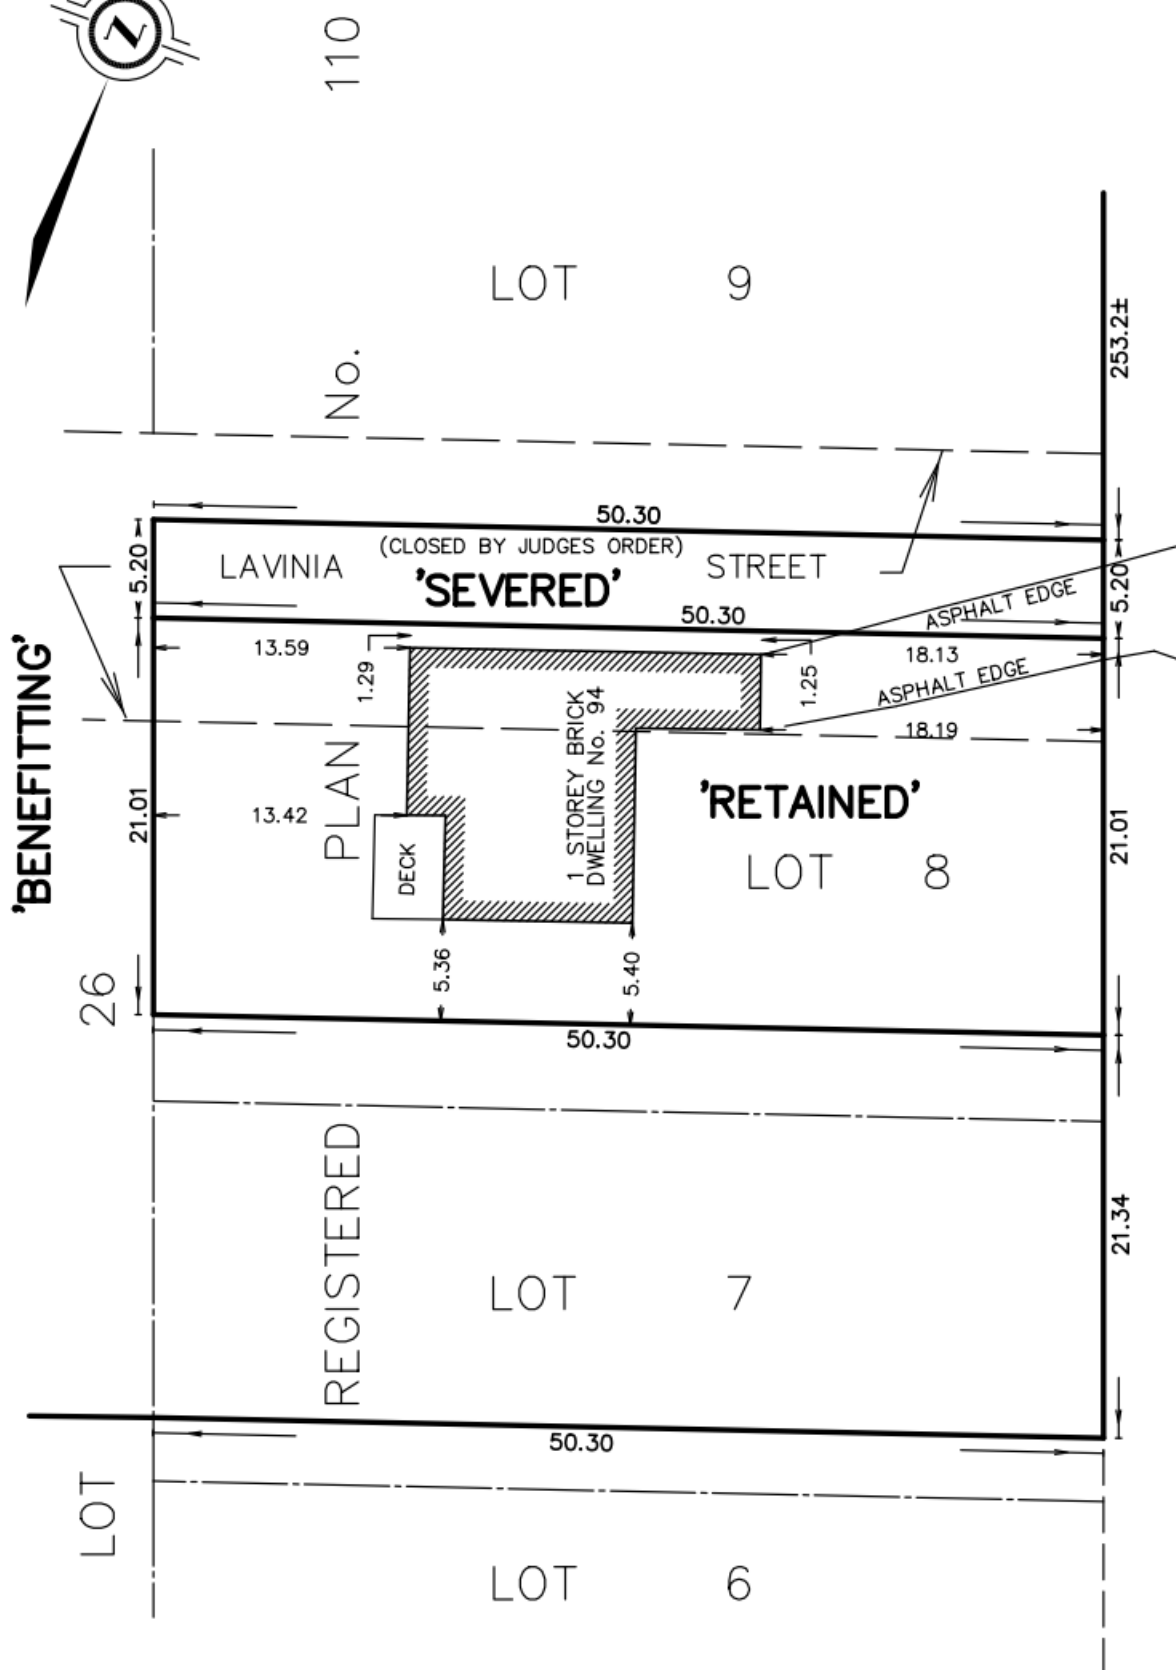 N
110
LOT 9
253.2±
No.
50.30
(CLOSED BY JUDGES ORDER)
LAVINIA STREET
'SEVERED'
5.20
5.20
50.30
ASPHALT EDGE
13.59
1.29
1.25
18.13
ASPHALT EDGE
18.19
'BENEFITTING'
21.01
PLAN
13.42
1 STOREY BRICK
DWELLING No. 94
'RETAINED'
21.01
DECK
LOT 8
5.36
5.40
26
50.30
REGISTERED
21.34
LOT 7
50.30
LOT
LOT 6